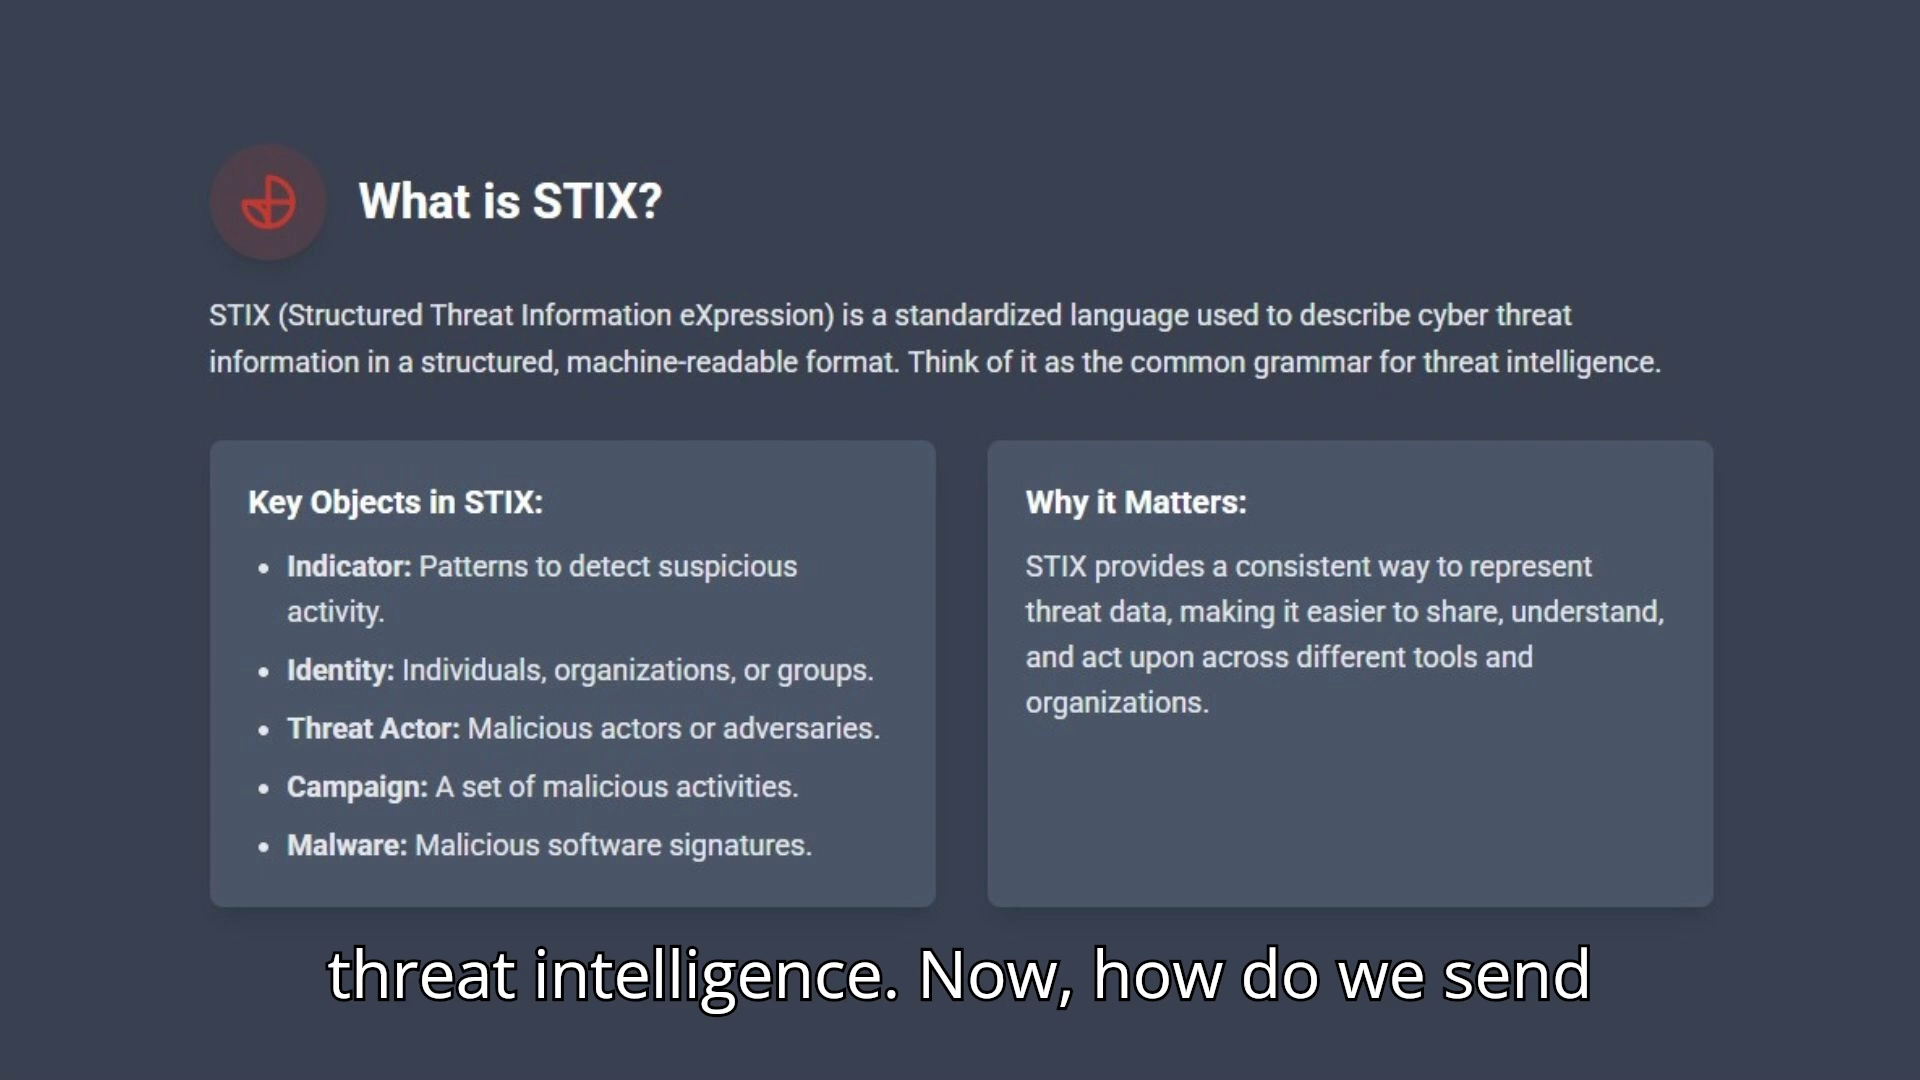 What is STIX?
STIX (Structured Threat Information eXpression) is a standardized language used to describe cyber threat
information in a structured, machine-readable format. Think of it as the common grammar for threat intelligence.
Key Objects in STIX:
• Indicator: Patterns to detect suspicious
activity.
• Identity: Individuals, organizations, or groups.
• Threat Actor: Malicious actors or adversaries.
• Campaign: A set of malicious activities.
• Malware: Malicious software signatures.
Why it Matters:
STIX provides a consistent way to represent
threat data, making it easier to share, understand,
and act upon across different tools and
organizations.
threat intelligence. Now, how do we send